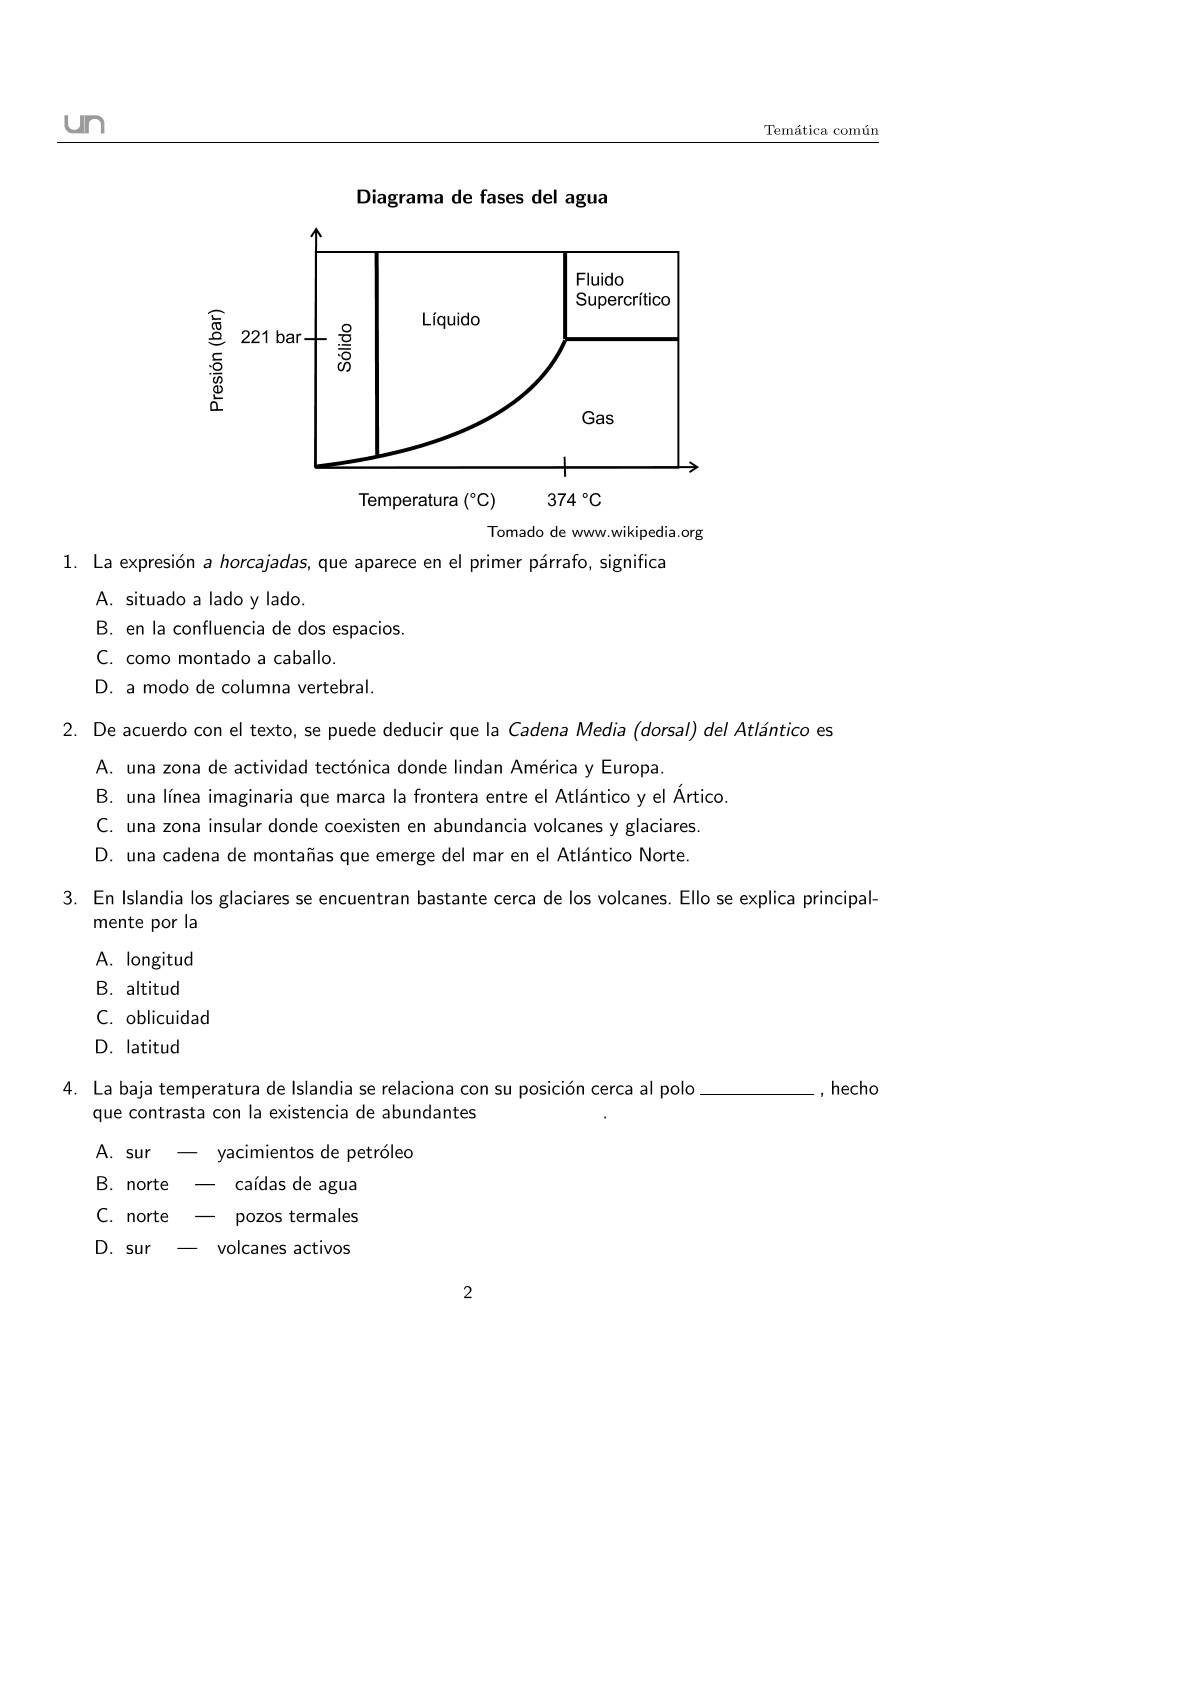 un
Temática común
Diagrama de fases del agua
Fluido
Supercrítico
Líquido
Presión (bar)
221 bar
Sólido
Gas
Temperatura (°C)
374 °C
Tomado de www.wikipedia.org
1. La expresión a horcajadas, que aparece en el primer párrafo, significa
A. situado a lado y lado.
B. en la confluencia de dos espacios.
C. como montado a caballo.
D. a modo de columna vertebral.
2. De acuerdo con el texto, se puede deducir que la Cadena Media (dorsal) del Atlántico es
A. una zona de actividad tectónica donde lindan América y Europa.
B. una línea imaginaria que marca la frontera entre el Atlántico y el Ártico.
C. una zona insular donde coexisten en abundancia volcanes y glaciares.
D. una cadena de montañas que emerge del mar en el Atlántico Norte.
3. En Islandia los glaciares se encuentran bastante cerca de los volcanes. Ello se explica principal-
mente por la
A. longitud
B. altitud
C. oblicuidad
D. latitud
4. La baja temperatura de Islandia se relaciona con su posición cerca al polo ____________ , hecho
que contrasta con la existencia de abundantes .
A. sur — yacimientos de petróleo
B. norte — caídas de agua
C. norte — pozos termales
D. sur — volcanes activos
2